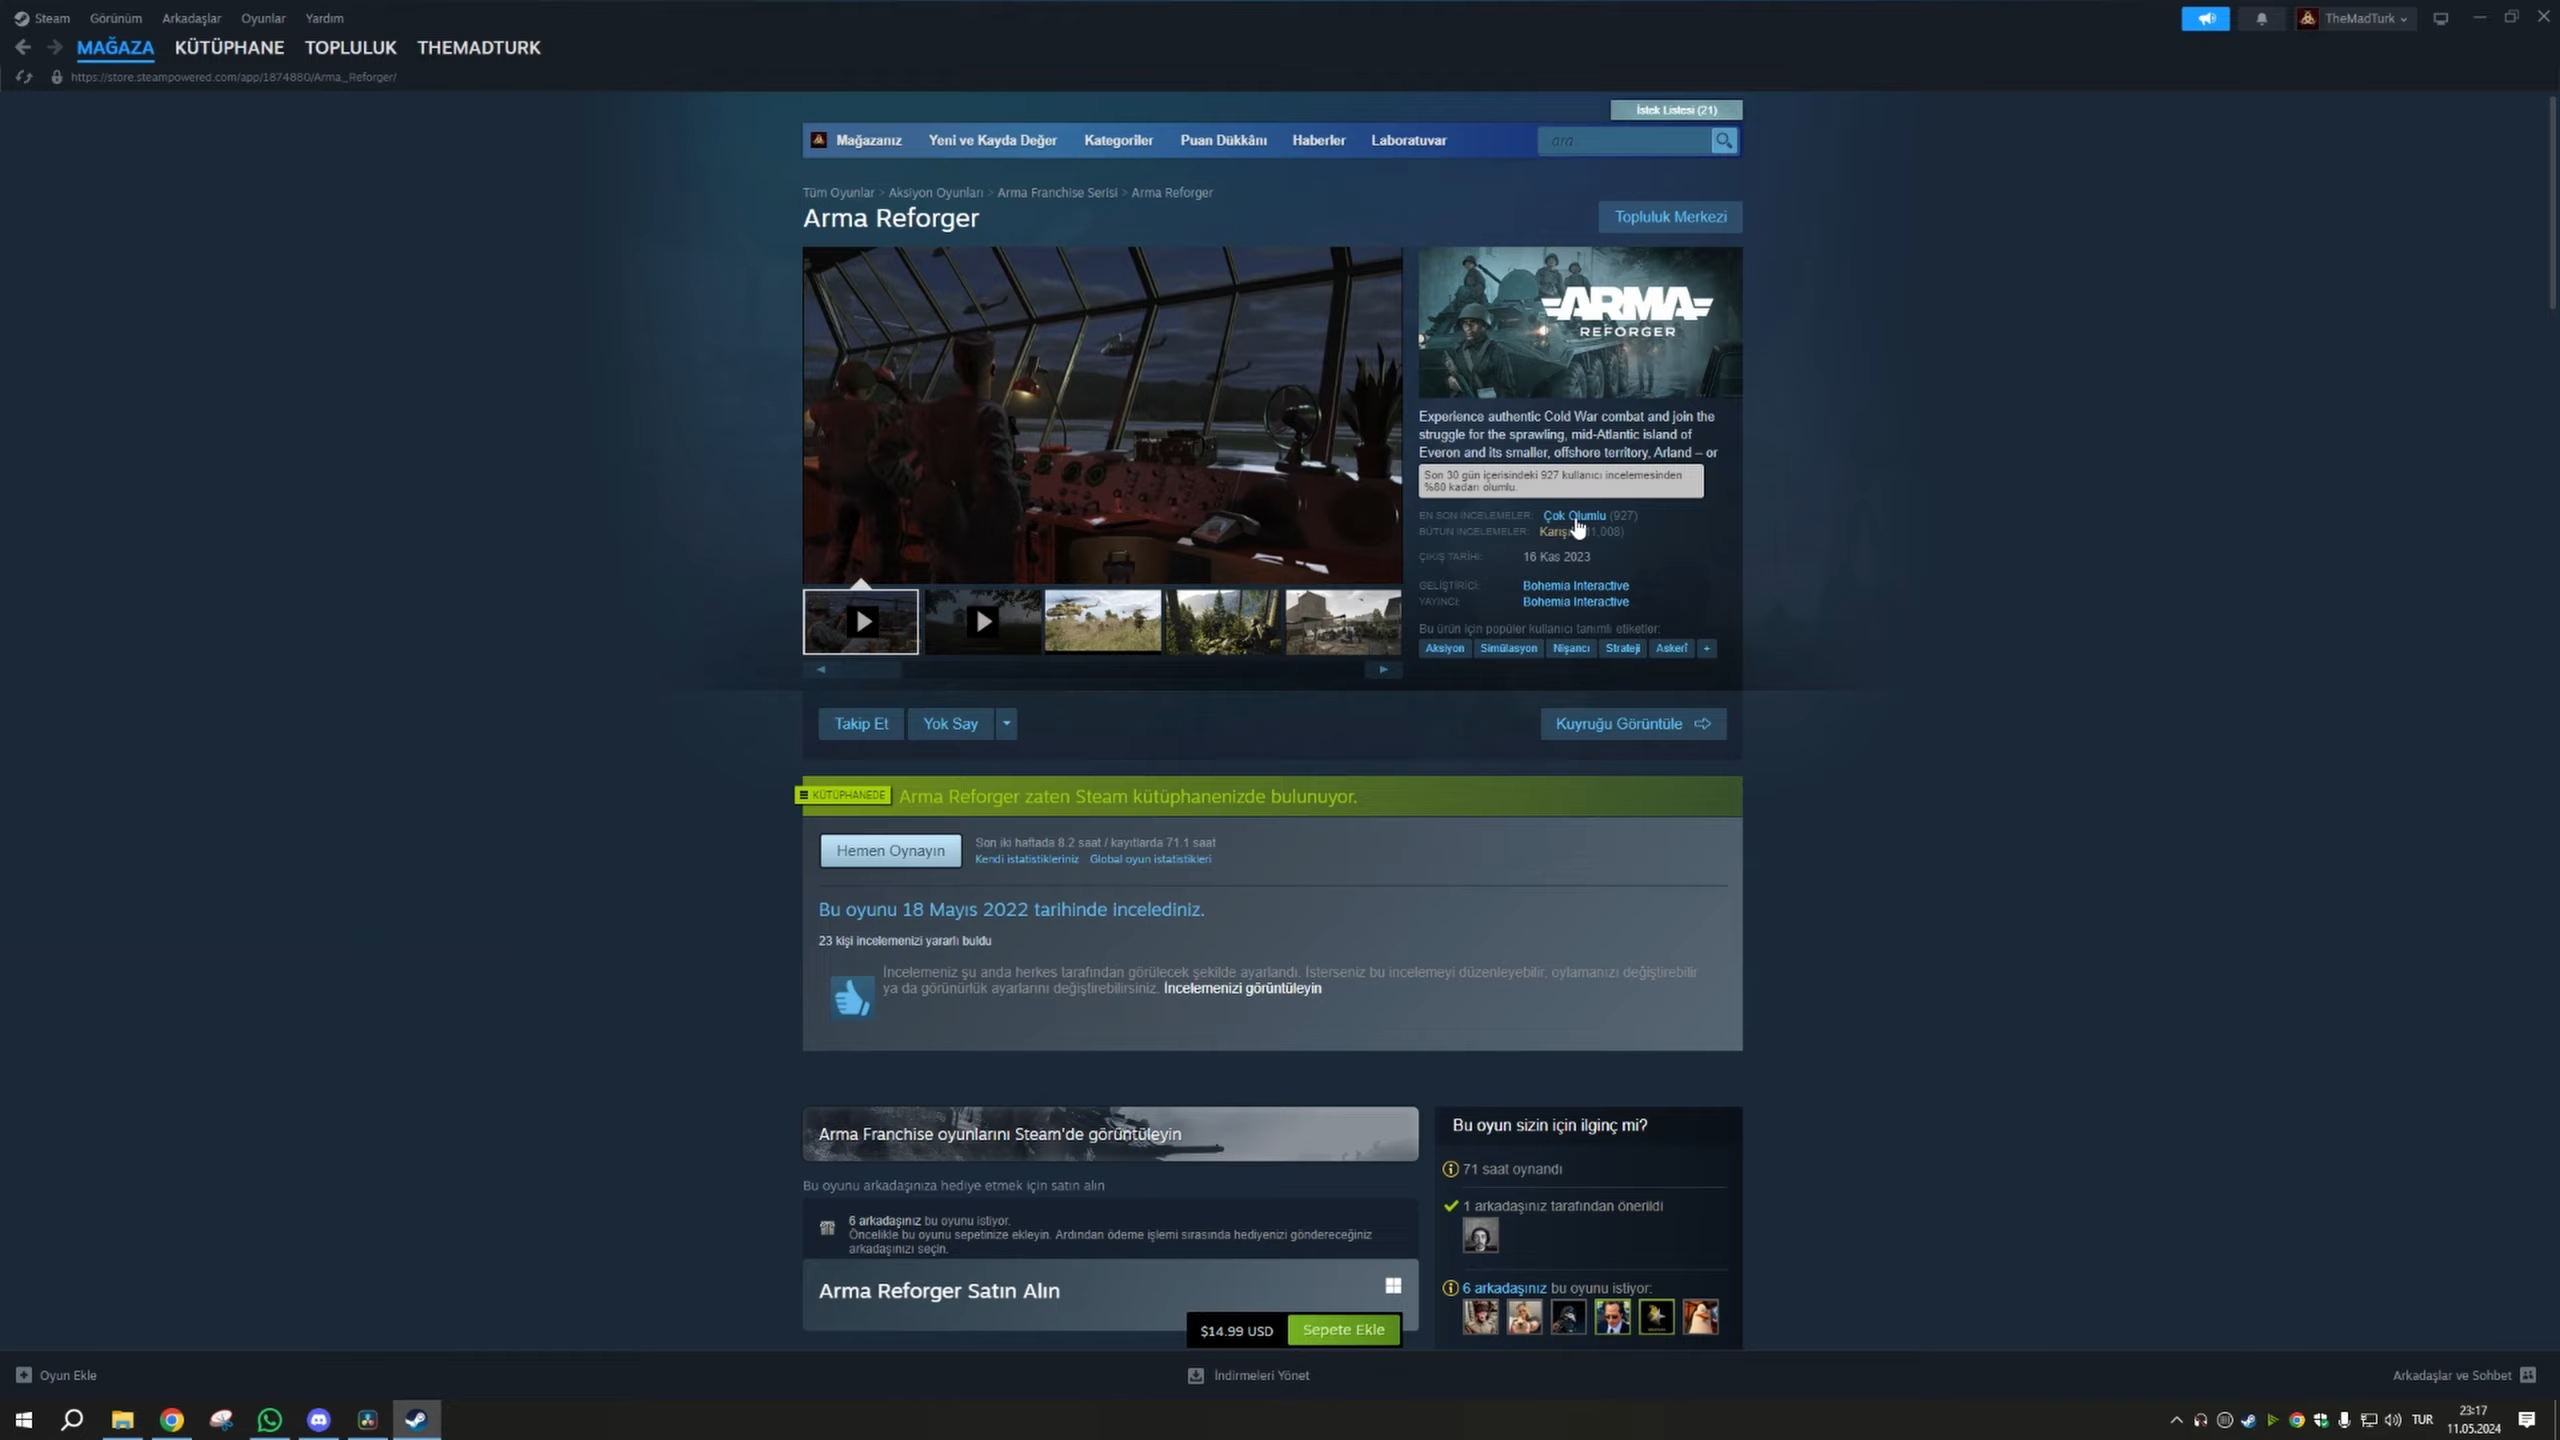 Steam Görünüm Arkadaşlar Oyunlar Yardım
TheMadTurk
MAĞAZA KÜTÜPHANE TOPLULUK THEMADTURK
https://store.steampowered.com/app/1874880/Arma_Reforger/
İstek Listesi (21)
Mağazanız Yeni ve Kayda Değer Kategoriler Puan Dükkânı Haberler Laboratuvar ara
Tüm Oyunlar > Aksiyon Oyunları > Arma Franchise Serisi > Arma Reforger
Arma Reforger
Topluluk Merkezi
ARMA
REFORGER
Experience authentic Cold War combat and join the
struggle for the sprawling, mid-Atlantic island of
Everon and its smaller, offshore territory, Arland – or
Son 30 gün içerisindeki 927 kullanıcı incelemesinden
%80 kadarı olumlu.
EN SON İNCELEMELER: Çok Olumlu (927)
BÜTÜN İNCELEMELER:
ÇIKIŞ TARİHİ: 16 Kas 2023
GELİŞTİRİCİ: Bohemia Interactive
YAYINCI: Bohemia Interactive
Bu ürün için popüler kullanıcı tanımlı etiketler:
Aksiyon Simülasyon Nişancı Strateji Askerî +
Takip Et Yok Say
Kuyruğu Görüntüle
KÜTÜPHANEDE Arma Reforger zaten Steam kütüphanenizde bulunuyor.
Hemen Oynayın
Son iki haftada 8.2 saat / kayıtlarda 71.1 saat
Kendi istatistikleriniz Global oyun istatistikleri
Bu oyunu 18 Mayıs 2022 tarihinde incelediniz.
23 kişi incelemenizi yararlı buldu
İncelemeniz şu anda herkes tarafından görülecek şekilde ayarlandı. İsterseniz bu incelemeyi düzenleyebilir, oylamanızı değiştirebilir
ya da görünürlük ayarlarını değiştirebilirsiniz. İncelemenizi görüntüleyin
Arma Franchise oyunlarını Steam'de görüntüleyin
Bu oyunu arkadaşınıza hediye etmek için satın alın
6 arkadaşınız bu oyunu istiyor.
Öncelikle bu oyunu sepetinize ekleyin. Ardından ödeme işlemi sırasında hediyenizi göndereceğiniz
arkadaşınızı seçin.
Arma Reforger Satın Alın
$14.99 USD Sepete Ekle
Bu oyun sizin için ilginç mi?
71 saat oynandı
1 arkadaşınız tarafından önerildi
6 arkadaşınız bu oyunu istiyor:
Oyun Ekle
İndirmeleri Yönet
Arkadaşlar ve Sohbet
TUR
23:17
11.05.2024